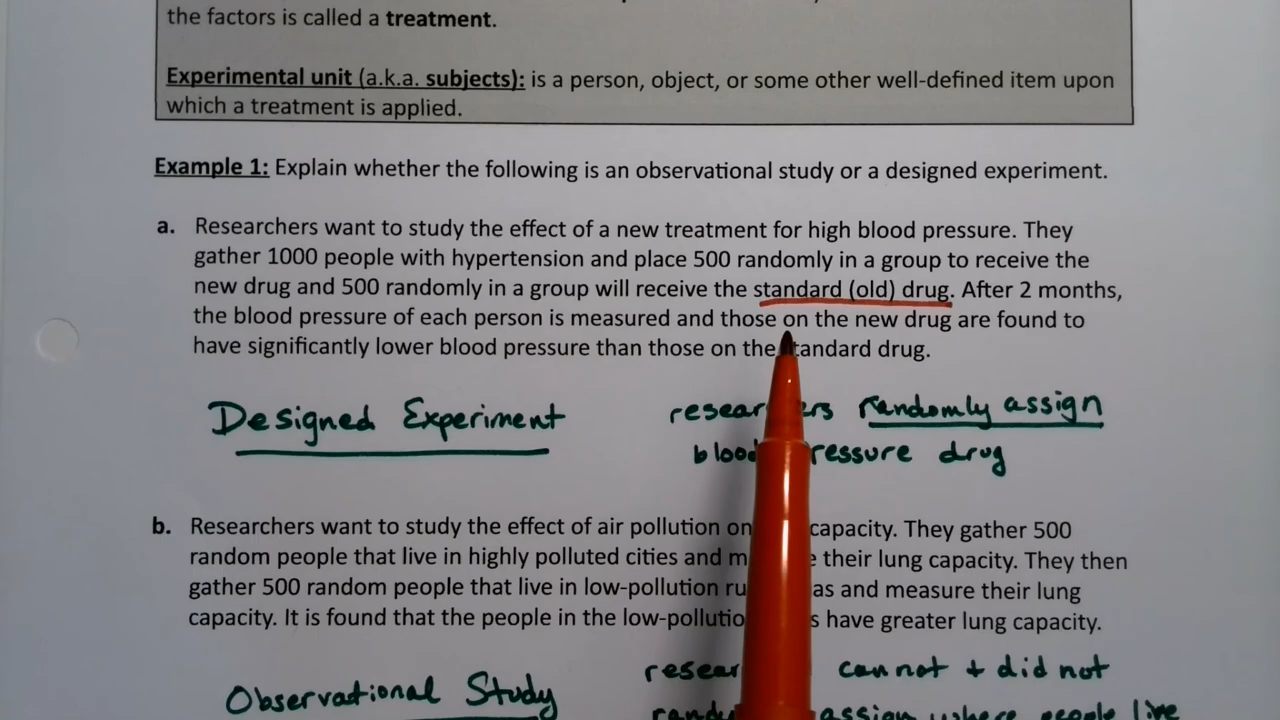 the factors is called a treatment.
Experimental unit (a.k.a. subjects): is a person, object, or some other well-defined item upon
which a treatment is applied.
Example 1: Explain whether the following is an observational study or a designed experiment.
a. Researchers want to study the effect of a new treatment for high blood pressure. They
gather 1000 people with hypertension and place 500 randomly in a group to receive the
new drug and 500 randomly in a group will receive the standard (old) drug. After 2 months,
the blood pressure of each person is measured and those on the new drug are found to
have significantly lower blood pressure than those on the standard drug.
Designed Experiment
researchers randomly assign
blood pressure drug
b. Researchers want to study the effect of air pollution on capacity. They gather 500
random people that live in highly polluted cities and their lung capacity. They then
gather 500 random people that live in low-pollution and measure their lung
capacity. It is found that the people in the low-pollution have greater lung capacity.
Observational Study
cannot + did not
assign where people live